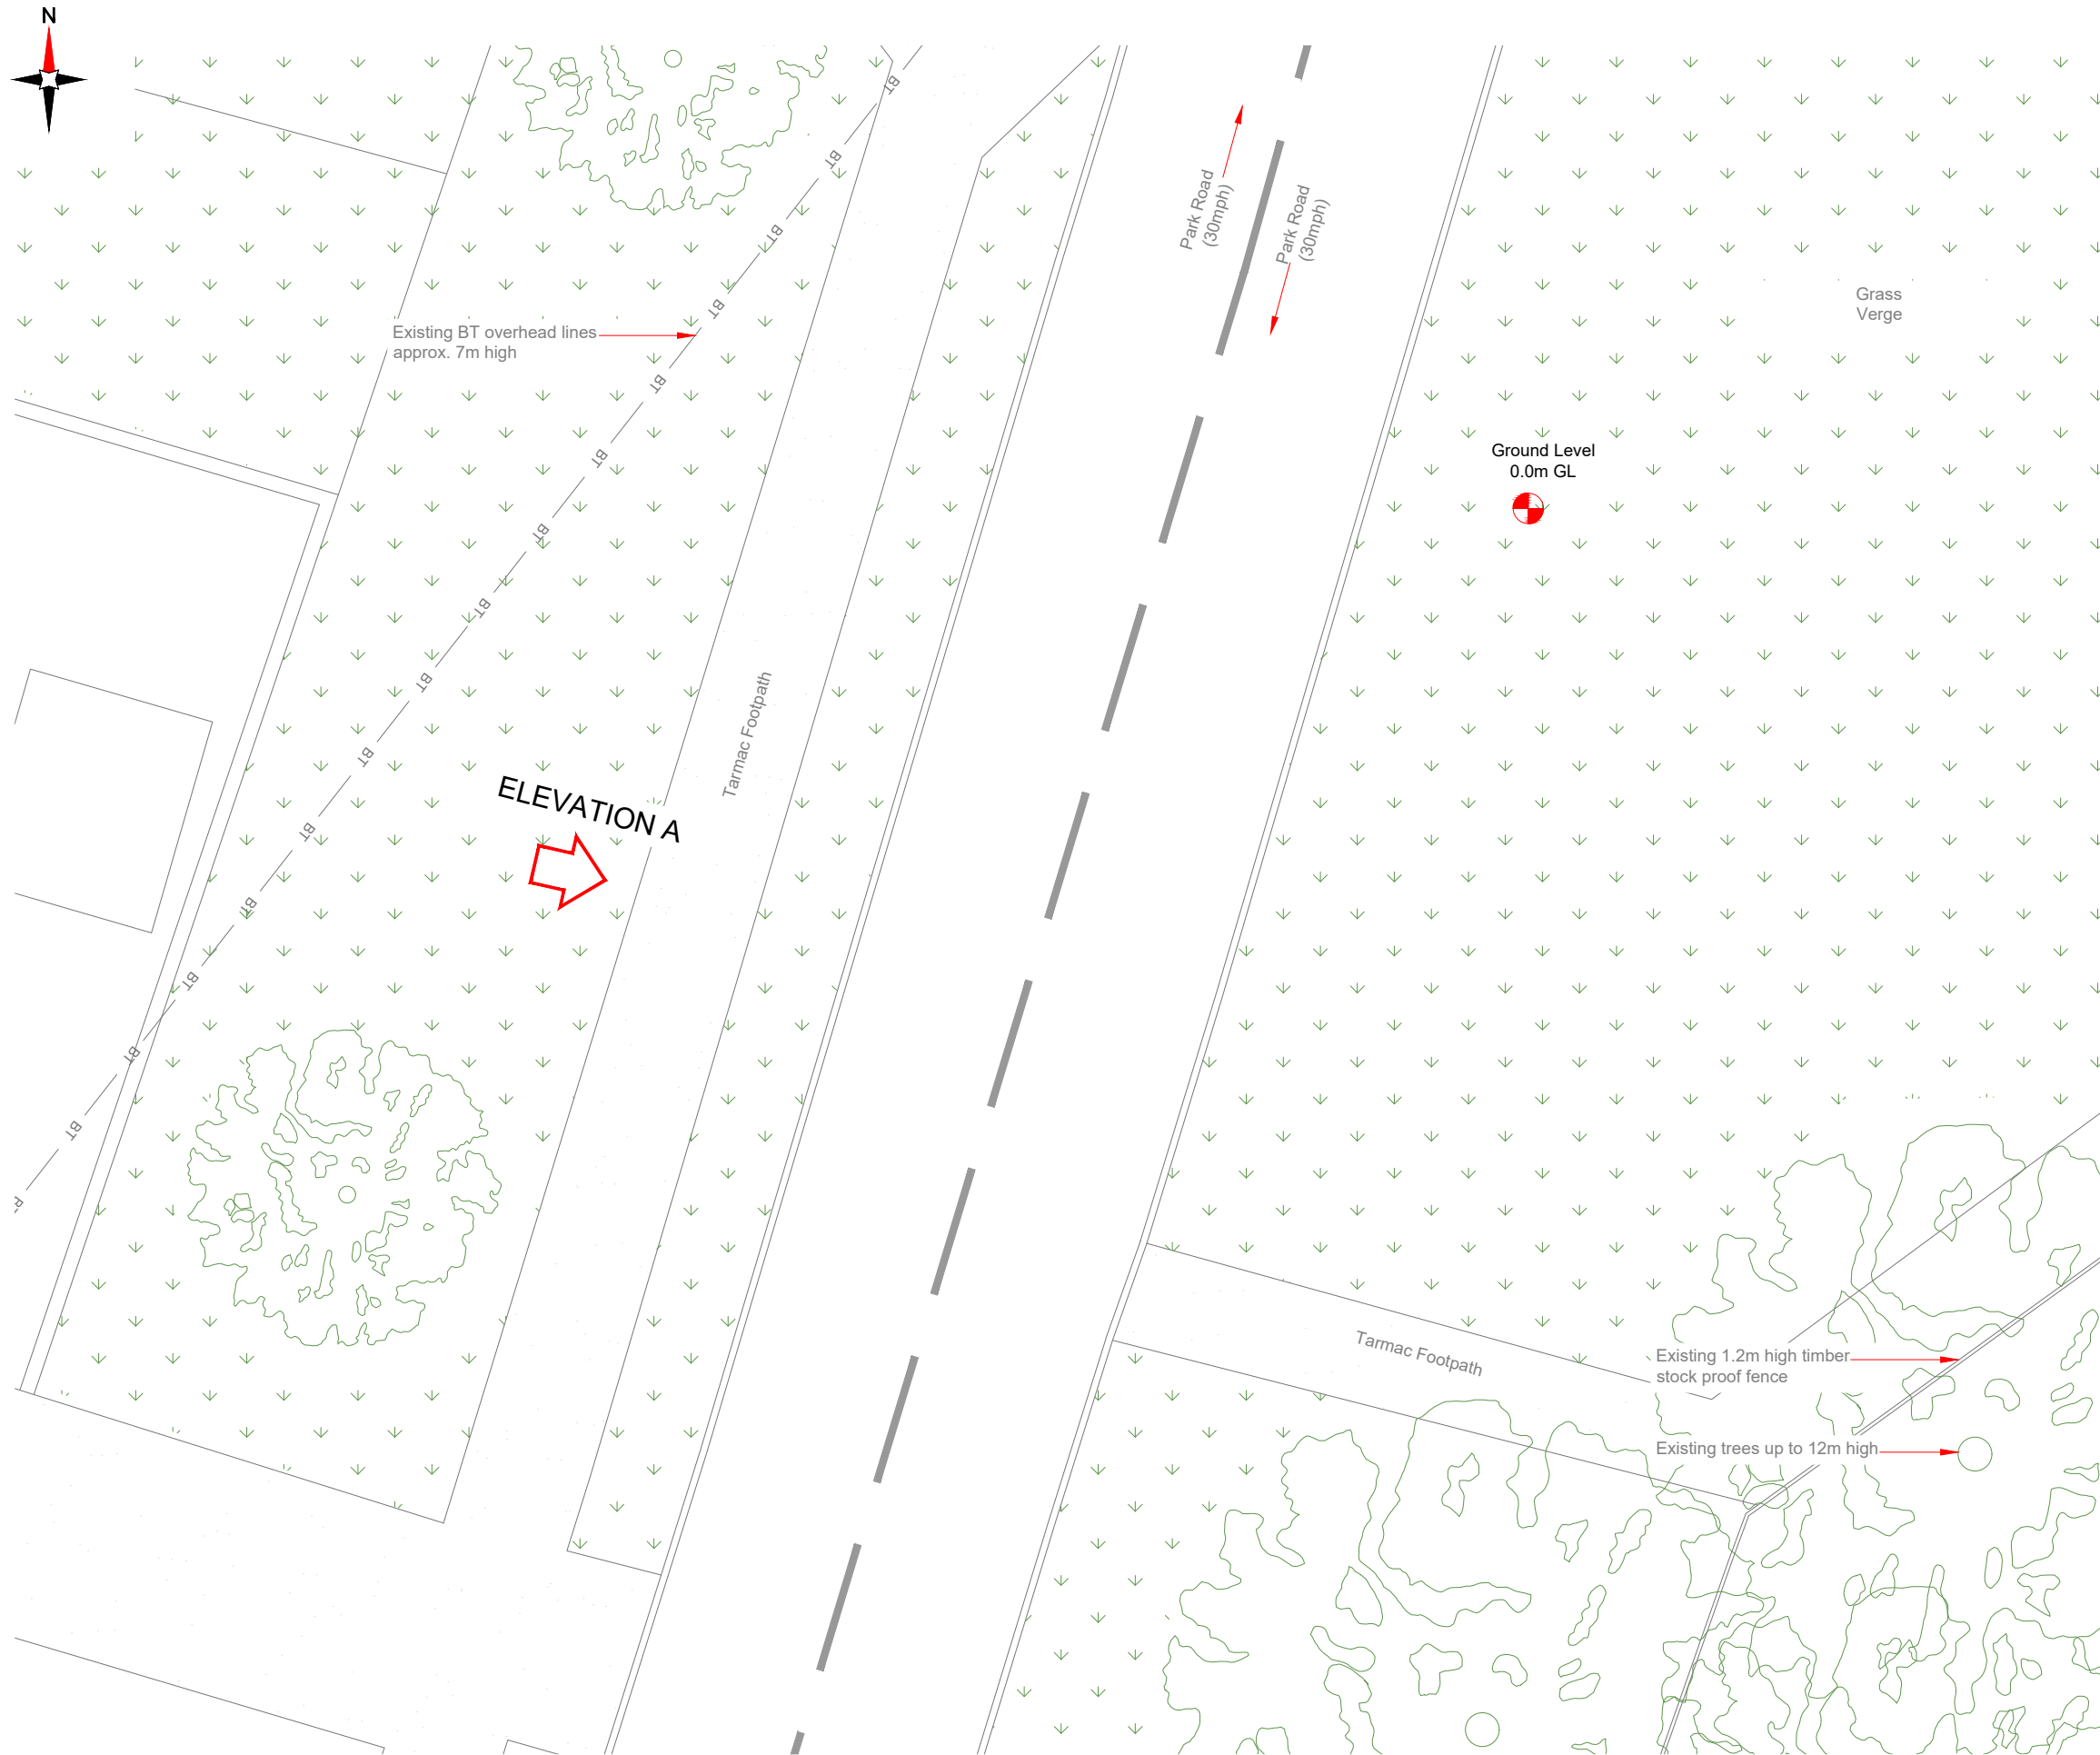 N
BT
BT
BT
Park Road
(30mph)
Park Road
(30mph)
BT
Grass
Verge
Existing BT overhead lines
approx. 7m high
BT
BT
Ground Level
0.0m GL
BT
BT
BT
Tarmac Footpath
BT
ELEVATION A
BT
BT
BT
BT
BT
Tarmac Footpath
Existing 1.2m high timber
stock proof fence
Existing trees up to 12m high